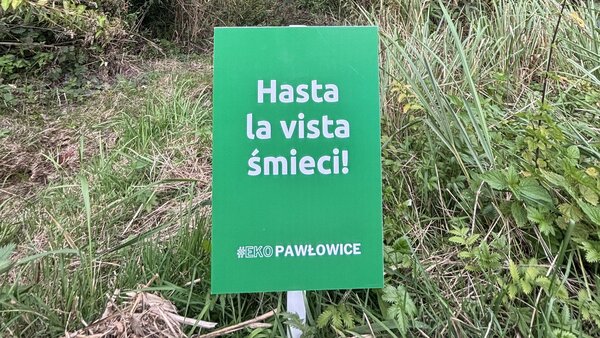 Hasta
la vista
śmieci!
#EKOPAWŁOWICE